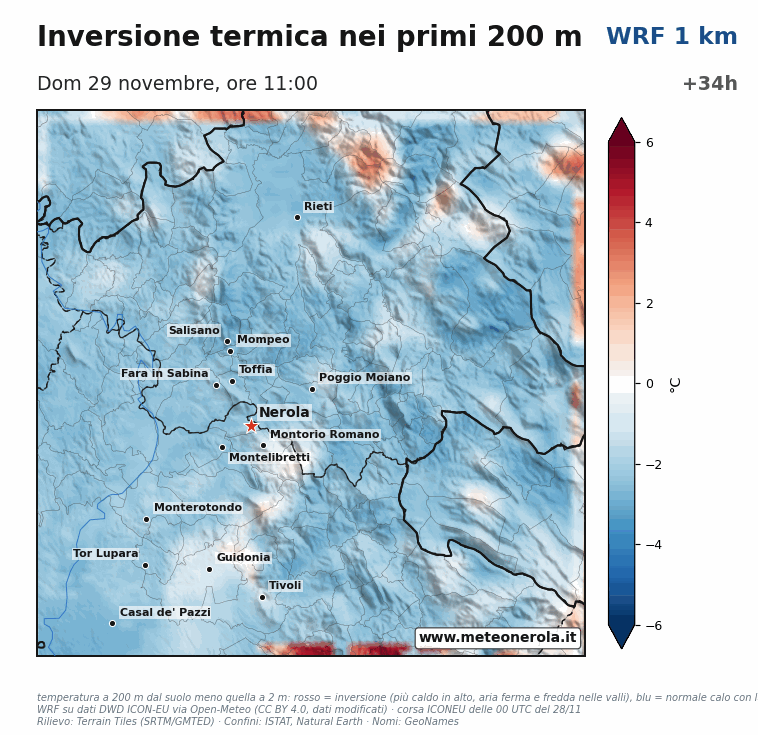 Inversione termica nei primi 200 m
WRF 1 km
Dom 29 novembre, ore 11:00
+34h
Rieti
Salisano
Mompeo
Toffia
Fara in Sabina
Poggio Moiano
Nerola
Montorio Romano
Montelibretti
Monterotondo
Tor Lupara
Guidonia
Tivoli
Casal de' Pazzi
www.meteonerola.it
6
4
2
0
−2
−4
−6
°C
temperatura a 200 m dal suolo meno quella a 2 m: rosso = inversione (più caldo in alto, aria ferma e fredda nelle valli), blu = normale calo con l
WRF su dati DWD ICON-EU via Open-Meteo (CC BY 4.0, dati modificati) · corsa ICONEU delle 00 UTC del 28/11
Rilievo: Terrain Tiles (SRTM/GMTED) · Confini: ISTAT, Natural Earth · Nomi: GeoNames